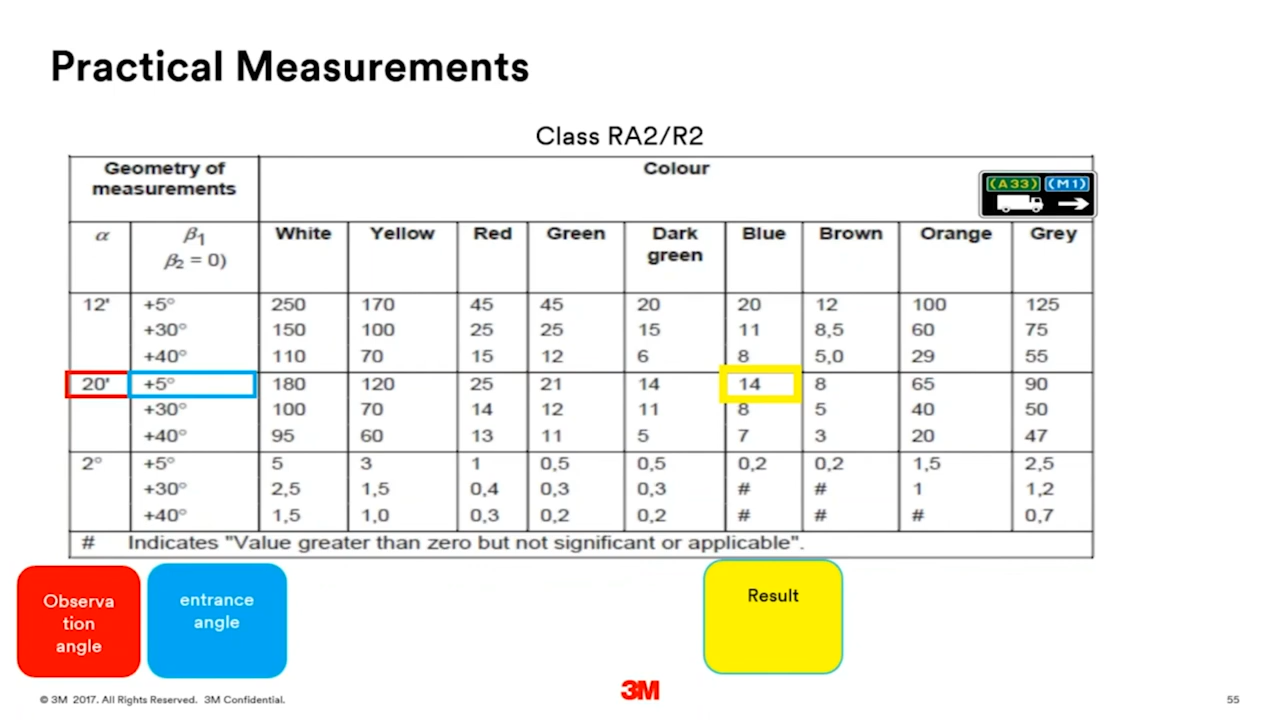 Practical Measurements
Class RA2/R2
Geometry of measurements Colour
(A33) (M1)
α β1 β2 = 0) White Yellow Red Green Dark green Blue Brown Orange Grey
12' +5° 250 170 45 45 20 20 12 100 125
+30° 150 100 25 25 15 11 8,5 60 75
+40° 110 70 15 12 6 8 5,0 29 55
20' +5° 180 120 25 21 14 14 8 65 90
+30° 100 70 14 12 11 8 5 40 50
+40° 95 60 13 11 5 7 3 20 47
2° +5° 5 3 1 0,5 0,5 0,2 0,2 1,5 2,5
+30° 2,5 1,5 0,4 0,3 0,3 # # 1 1,2
+40° 1,5 1,0 0,3 0,2 0,2 # # # 0,7
# Indicates "Value greater than zero but not significant or applicable".
Observa
tion
angle
entrance
angle
Result
© 3M 2017. All Rights Reserved. 3M Confidential.
3M
55